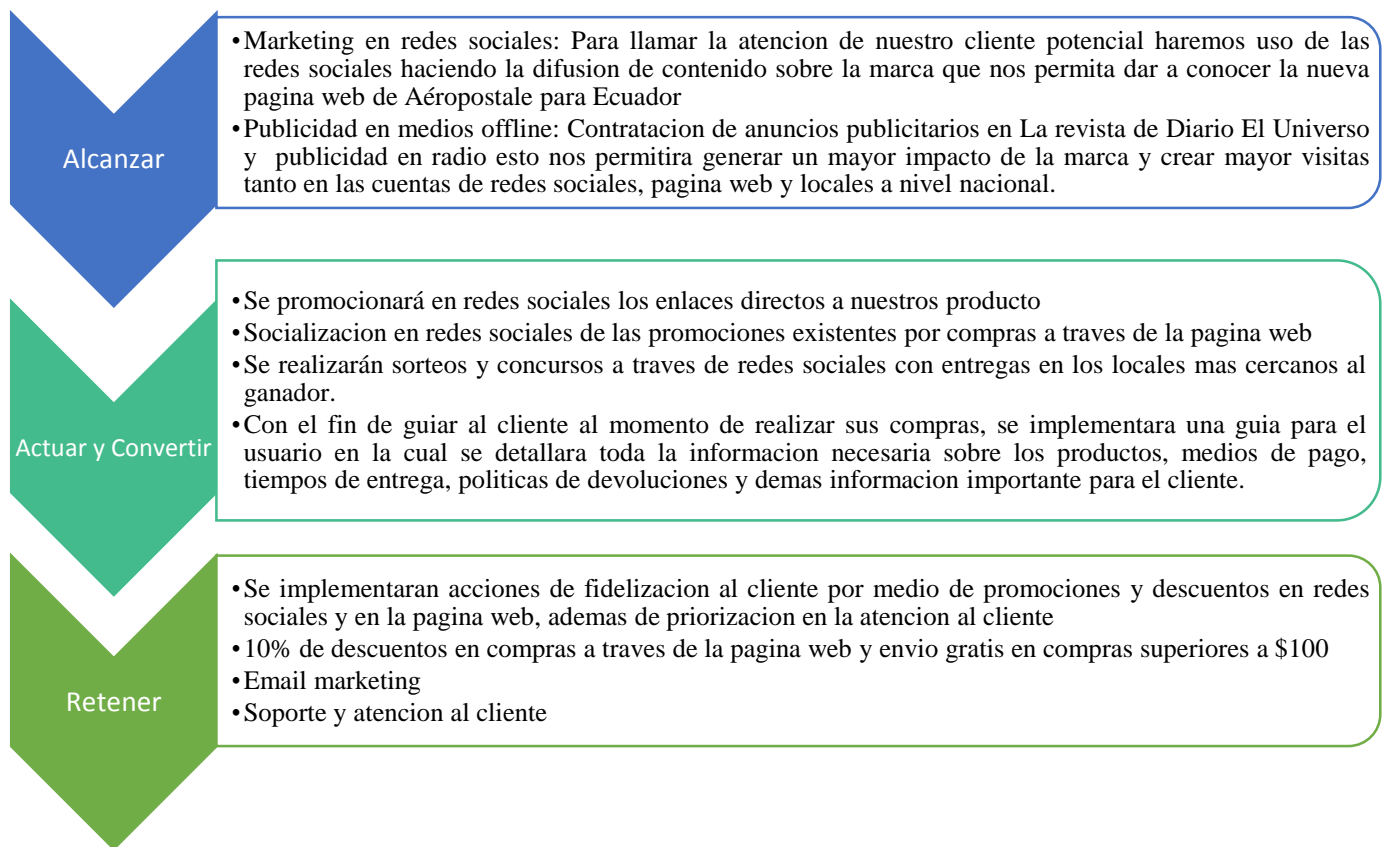 Alcanzar
•Marketing en redes sociales: Para llamar la atencion de nuestro cliente potencial haremos uso de las
redes sociales haciendo la difusion de contenido sobre la marca que nos permita dar a conocer la nueva
pagina web de Aéropostale para Ecuador
•Publicidad en medios offline: Contratacion de anuncios publicitarios en La revista de Diario El Universo
y publicidad en radio esto nos permitira generar un mayor impacto de la marca y crear mayor visitas
tanto en las cuentas de redes sociales, pagina web y locales a nivel nacional.
Actuar y Convertir
•Se promocionará en redes sociales los enlaces directos a nuestros producto
•Socializacion en redes sociales de las promociones existentes por compras a traves de la pagina web
•Se realizarán sorteos y concursos a traves de redes sociales con entregas en los locales mas cercanos al
ganador.
•Con el fin de guiar al cliente al momento de realizar sus compras, se implementara una guia para el
usuario en la cual se detallara toda la informacion necesaria sobre los productos, medios de pago,
tiempos de entrega, politicas de devoluciones y demas informacion importante para el cliente.
Retener
•Se implementaran acciones de fidelizacion al cliente por medio de promociones y descuentos en redes
sociales y en la pagina web, ademas de priorizacion en la atencion al cliente
•10% de descuentos en compras a traves de la pagina web y envio gratis en compras superiores a $100
•Email marketing
•Soporte y atencion al cliente